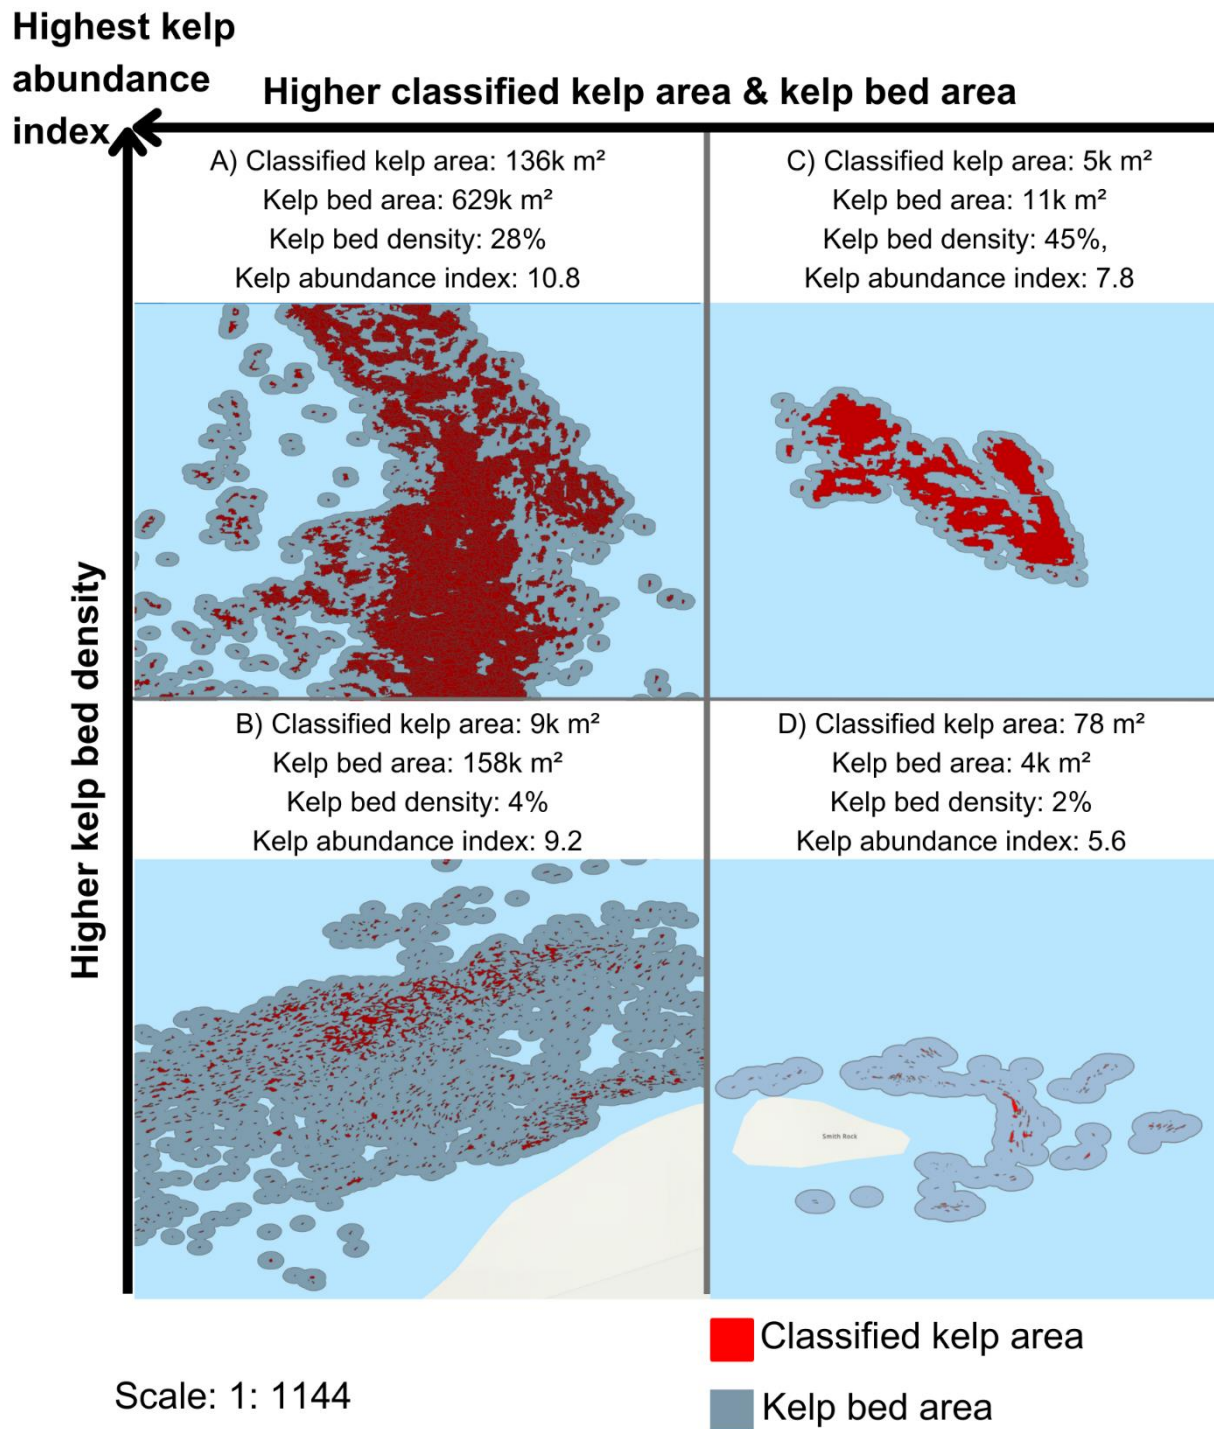 Highest kelp
abundance
index
Higher classified kelp area & kelp bed area
A) Classified kelp area: 136k m²
Kelp bed area: 629k m²
Kelp bed density: 28%
Kelp abundance index: 10.8
C) Classified kelp area: 5k m²
Kelp bed area: 11k m²
Kelp bed density: 45%,
Kelp abundance index: 7.8
Higher kelp bed density
B) Classified kelp area: 9k m²
Kelp bed area: 158k m²
Kelp bed density: 4%
Kelp abundance index: 9.2
D) Classified kelp area: 78 m²
Kelp bed area: 4k m²
Kelp bed density: 2%
Kelp abundance index: 5.6
Smith Rock
Classified kelp area
Scale: 1: 1144
Kelp bed area